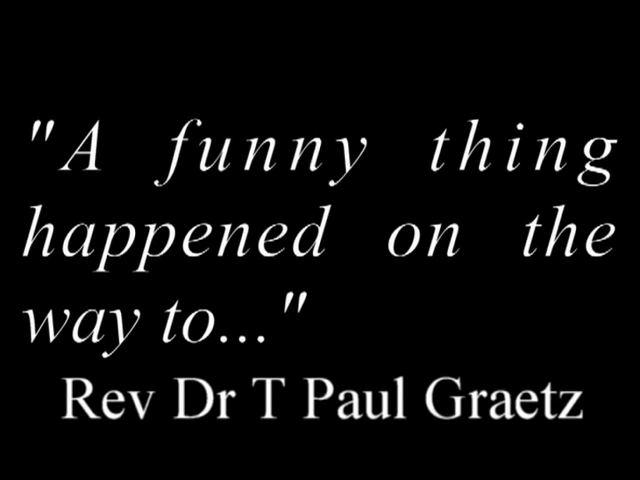 "A funny thing
happened on the
way to..."
Rev Dr T Paul Graetz